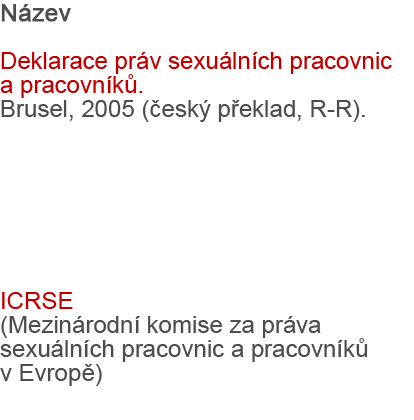 Název
Deklarace práv sexuálních pracovnic
a pracovníků.
Brusel, 2005 (český překlad, R-R).
ICRSE
(Mezinárodní komise za práva
sexuálních pracovnic a pracovníků
v Evropě)